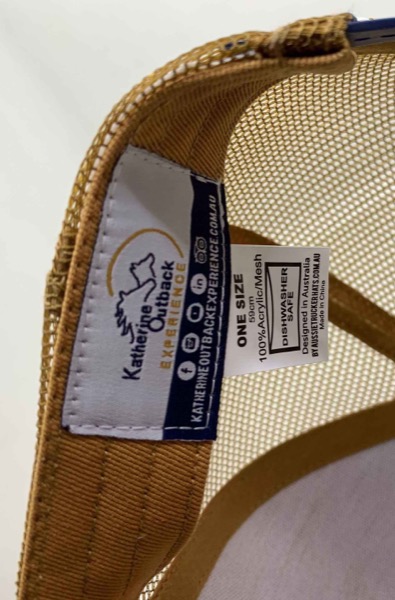 Katherine
Outback
EXPERIENCE
KATHERINEOUTBACKEXPERIENCE.COM.AU
ONE SIZE
59cm
100%Acrylic/Mesh
DISHWASHER
SAFE
Designed in Australia
BY AUSSIETRUCKERHATS.COM.AU
Made in China